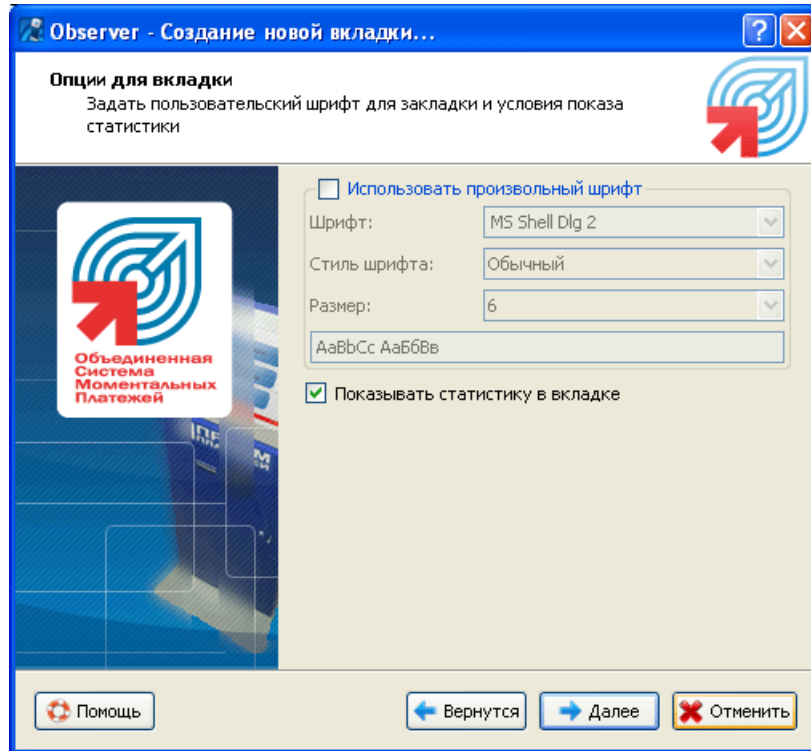 Observer - Создание новой вкладки...
Опции для вкладки
Задать пользовательский шрифт для закладки и условия показа
статистики
Использовать произвольный шрифт
Шрифт: MS Shell Dlg 2
Стиль шрифта: Обычный
Размер: 6
AaBbCc АаБбВв
Показывать статистику в вкладке
Объединенная
Система
Моментальных
Платежей
Помощь Вернутся Далее Отменить